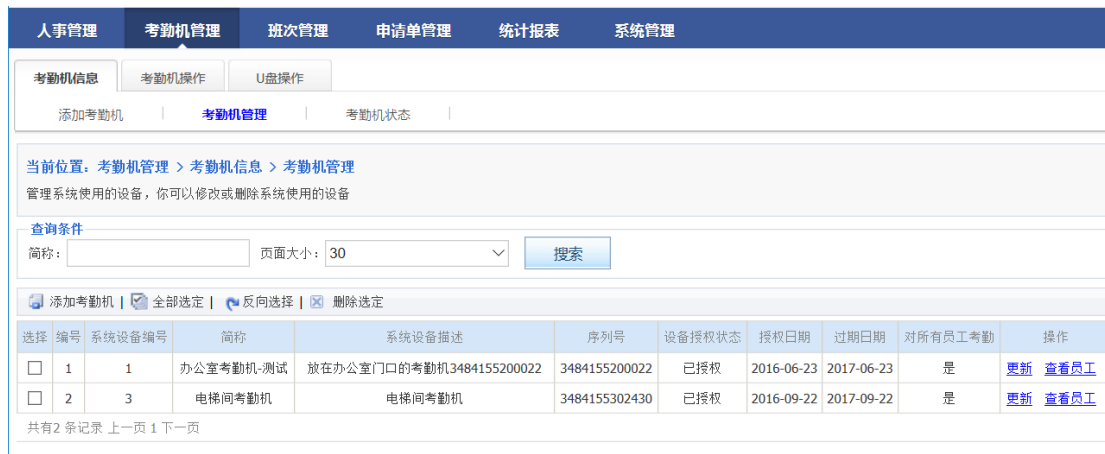 人事管理 考勤机管理 班次管理 申请单管理 统计报表 系统管理
考勤机信息 考勤机操作 U盘操作
添加考勤机 考勤机管理 考勤机状态
当前位置：考勤机管理 > 考勤机信息 > 考勤机管理
管理系统使用的设备，你可以修改或删除系统使用的设备
查询条件
简称： 页面大小：30 搜索
添加考勤机 | 全部选定 | 反向选择 | 删除选定
选择 编号 系统设备编号 简称 系统设备描述 序列号 设备授权状态 授权日期 过期日期 对所有员工考勤 操作
1 1 办公室考勤机-测试 放在办公室门口的考勤机3484155200022 3484155200022 已授权 2016-06-23 2017-06-23 是 更新 查看员工
2 3 电梯间考勤机 电梯间考勤机 3484155302430 已授权 2016-09-22 2017-09-22 是 更新 查看员工
共有2 条记录 上一页 1 下一页